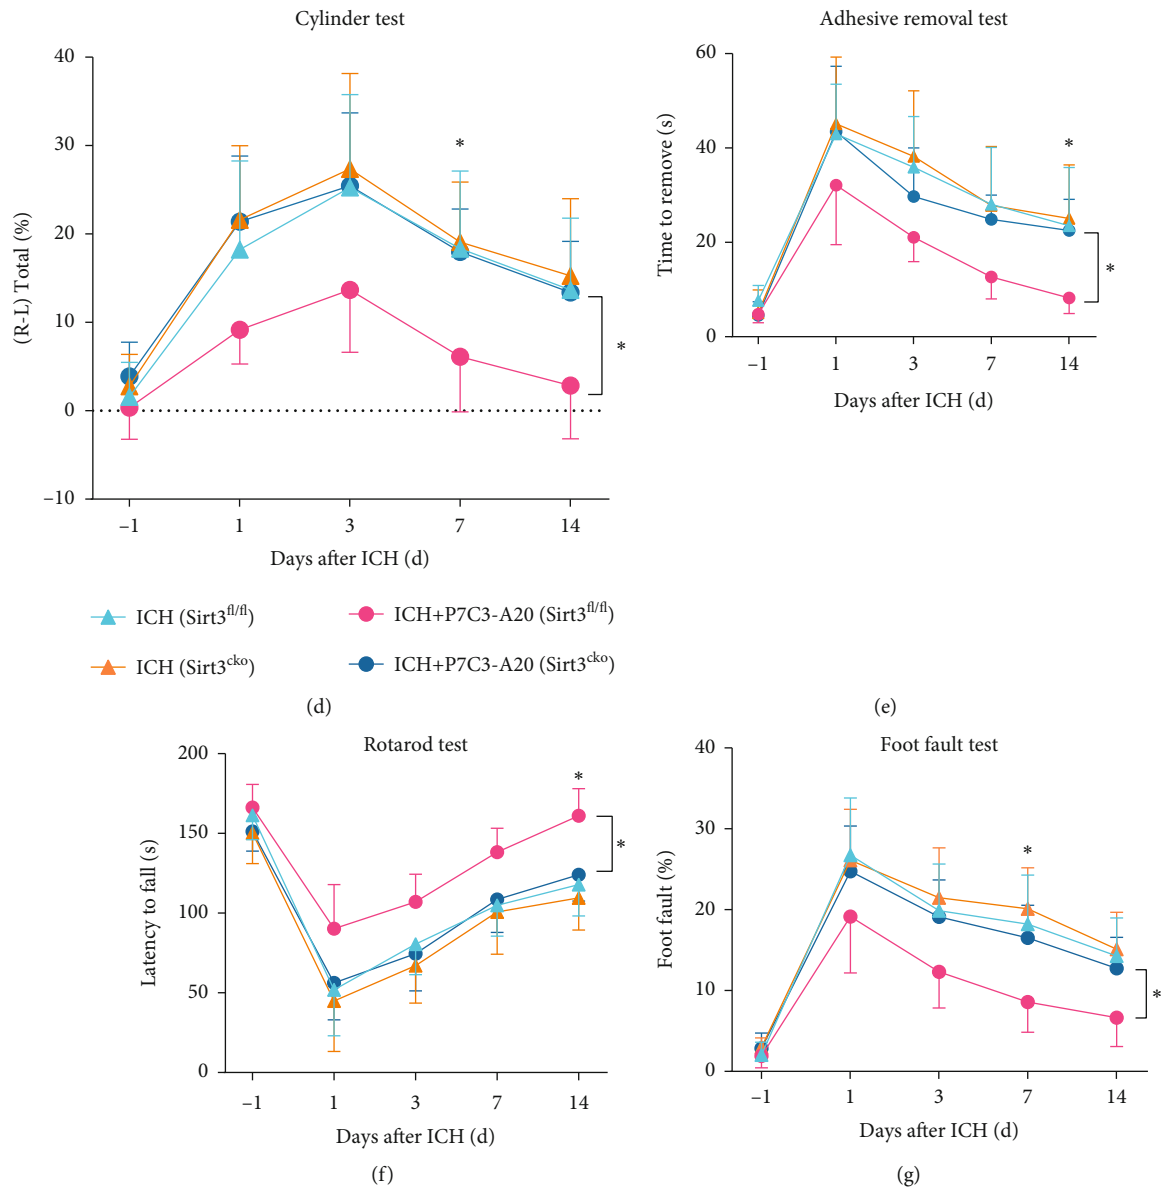 Cylinder test
40
30
20
10
0
–10
(R-L) Total (%)
*
*
–1 1 3 7 14
Days after ICH (d)
ICH (Sirt3fl/fl)
ICH+P7C3-A20 (Sirt3fl/fl)
ICH (Sirt3cko)
ICH+P7C3-A20 (Sirt3cko)
(d)
Adhesive removal test
60
40
20
0
Time to remove (s)
*
*
–1 1 3 7 14
Days after ICH (d)
(e)
Rotarod test
200
150
100
50
0
Latency to fall (s)
*
*
–1 1 3 7 14
Days after ICH (d)
(f)
Foot fault test
40
30
20
10
0
Foot fault (%)
*
*
–1 1 3 7 14
Days after ICH (d)
(g)